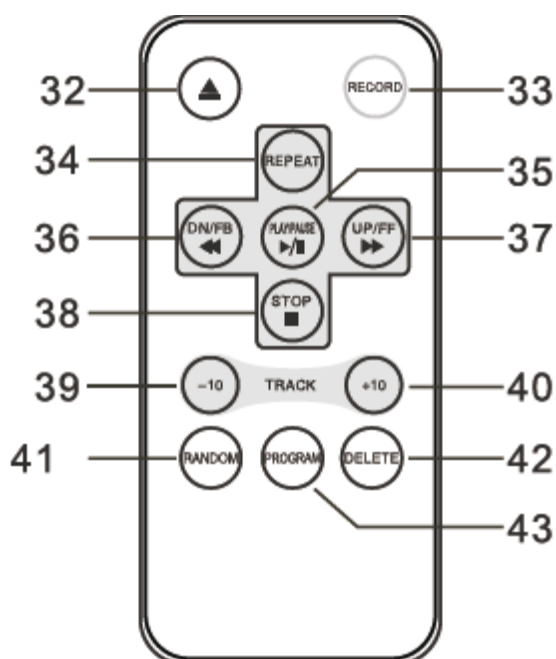 32
RECORD 33
34 REPEAT
35
36 DN/FB PLAY/PAUSE UP/FF 37
38 STOP
39 -10 TRACK +10 40
41 RANDOM PROGRAM DELETE 42
43